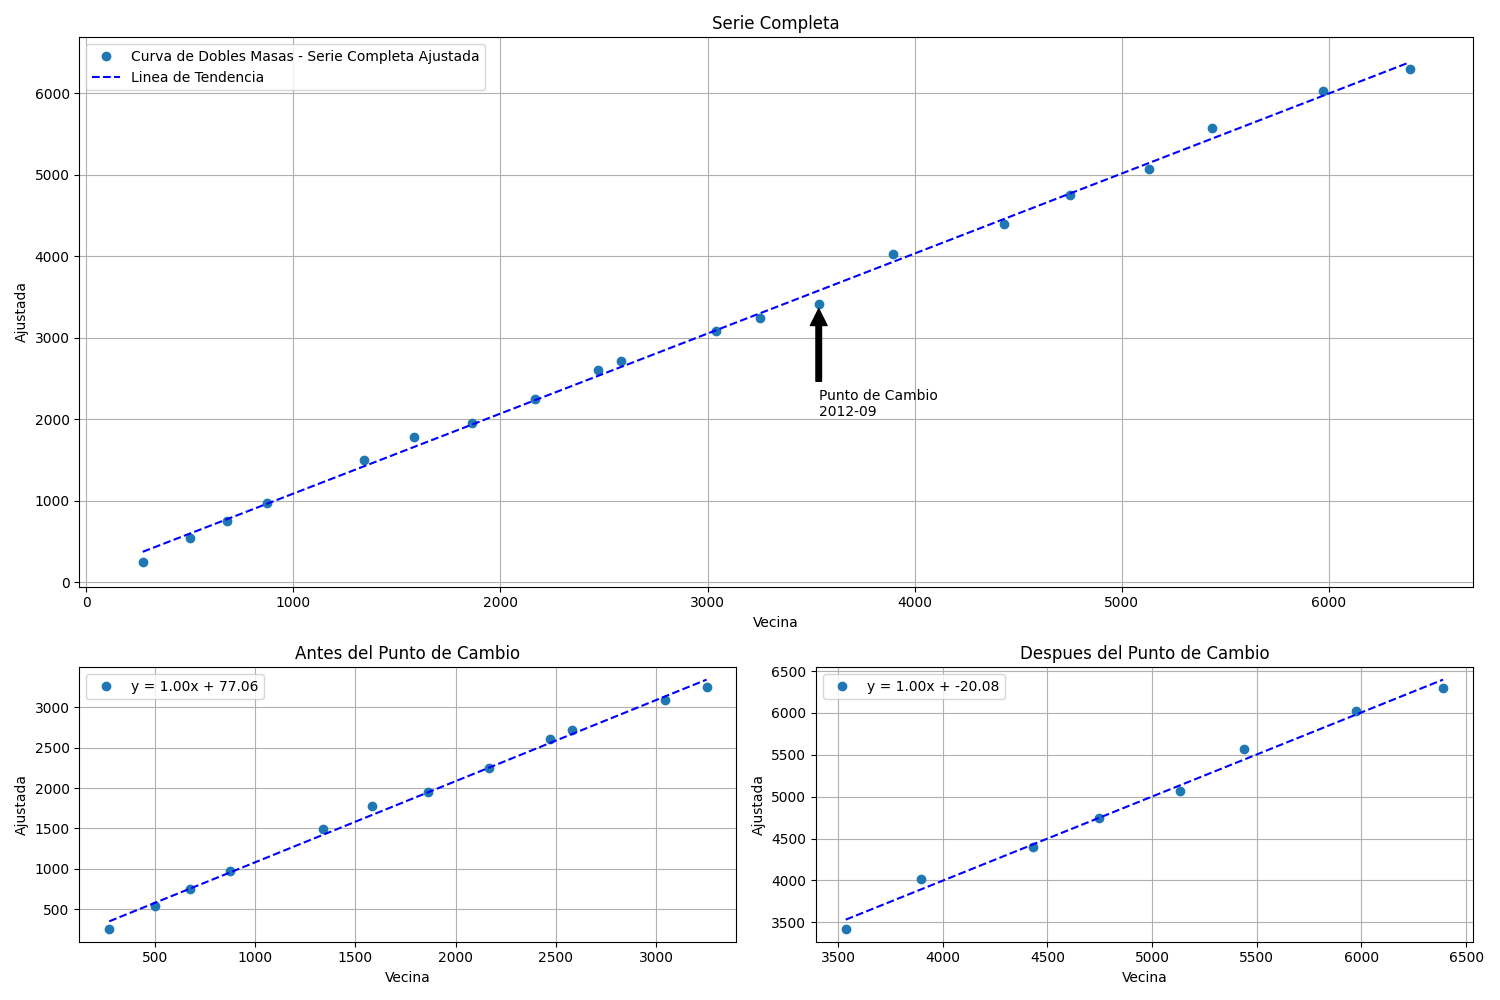 Serie Completa
Curva de Dobles Masas - Serie Completa Ajustada
Linea de Tendencia
6000
5000
4000
3000
2000
1000
0
Ajustada
Punto de Cambio
2012-09
0 1000 2000 3000 4000 5000 6000
Vecina
Antes del Punto de Cambio
y = 1.00x + 77.06
3000
2500
2000
1500
1000
500
Ajustada
500 1000 1500 2000 2500 3000
Vecina
Despues del Punto de Cambio
y = 1.00x + -20.08
6500
6000
5500
5000
4500
4000
3500
Ajustada
3500 4000 4500 5000 5500 6000 6500
Vecina